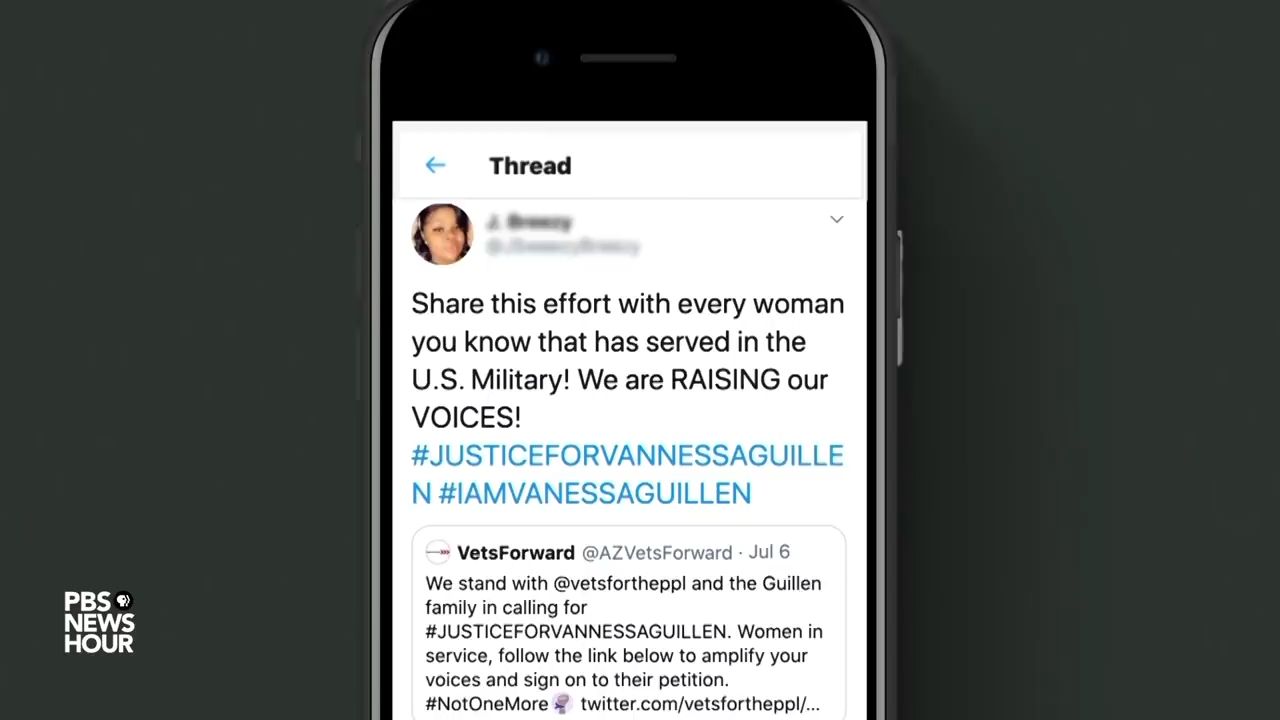 Thread
Share this effort with every woman
you know that has served in the
U.S. Military! We are RAISING our
VOICES!
#JUSTICEFORVANNESSAGUILLE
N #IAMVANESSAGUILLEN
VetsForward @AZVetsForward · Jul 6
We stand with @vetsfortheppl and the Guillen
family in calling for
#JUSTICEFORVANNESSAGUILLEN. Women in
service, follow the link below to amplify your
voices and sign on to their petition.
#NotOneMore twitter.com/vetsfortheppl/...
PBS
NEWS
HOUR